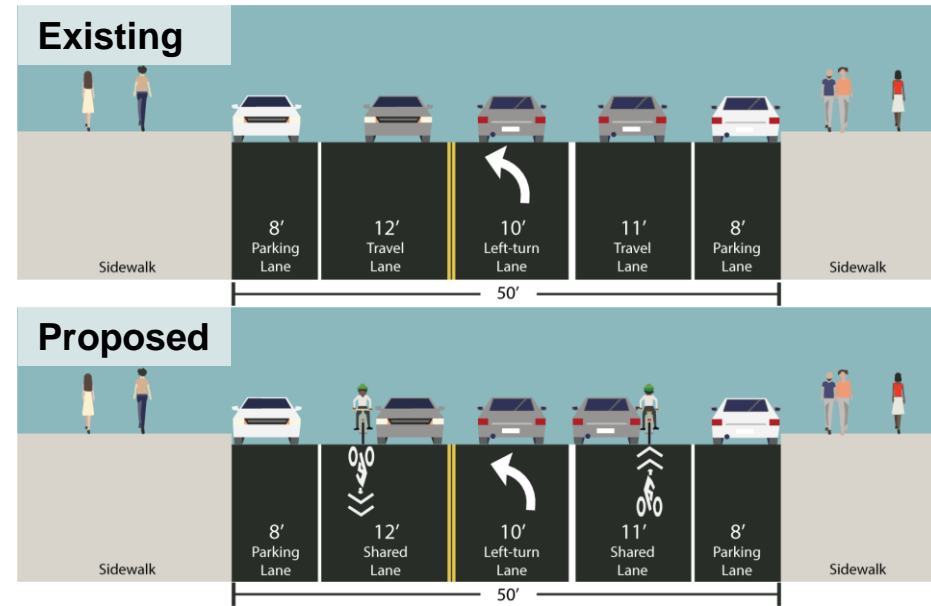 Existing
8’
Parking
Lane
12’
Travel
Lane
10’
Left-turn
Lane
11’
Travel
Lane
8’
Parking
Lane
Sidewalk
Sidewalk
50’
Proposed
8’
Parking
Lane
12’
Shared
Lane
10’
Left-turn
Lane
11’
Shared
Lane
8’
Parking
Lane
Sidewalk
Sidewalk
50’